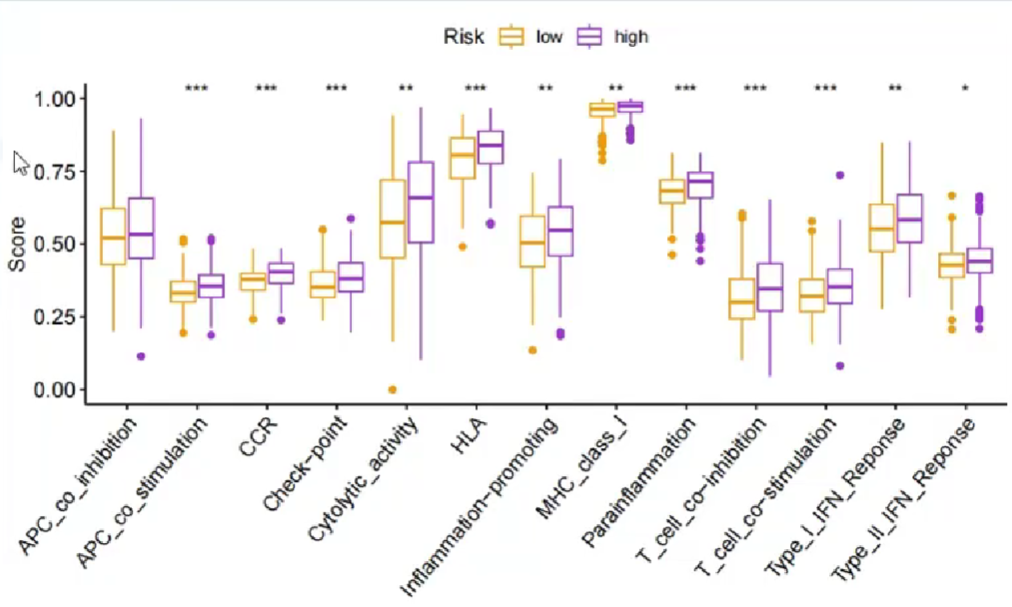 Risk low high
*** *** *** ** *** ** ** *** *** *** ** *
1.00
0.75
0.50
0.25
0.00
Score
APC_co_inhibition
APC_co_stimulation
CCR
Check-point
Cytolytic_activity
HLA
Inflammation-promoting
MHC_class_I
Parainflammation
T_cell_co-inhibition
T_cell_co-stimulation
Type_I_IFN_Reponse
Type_II_IFN_Reponse